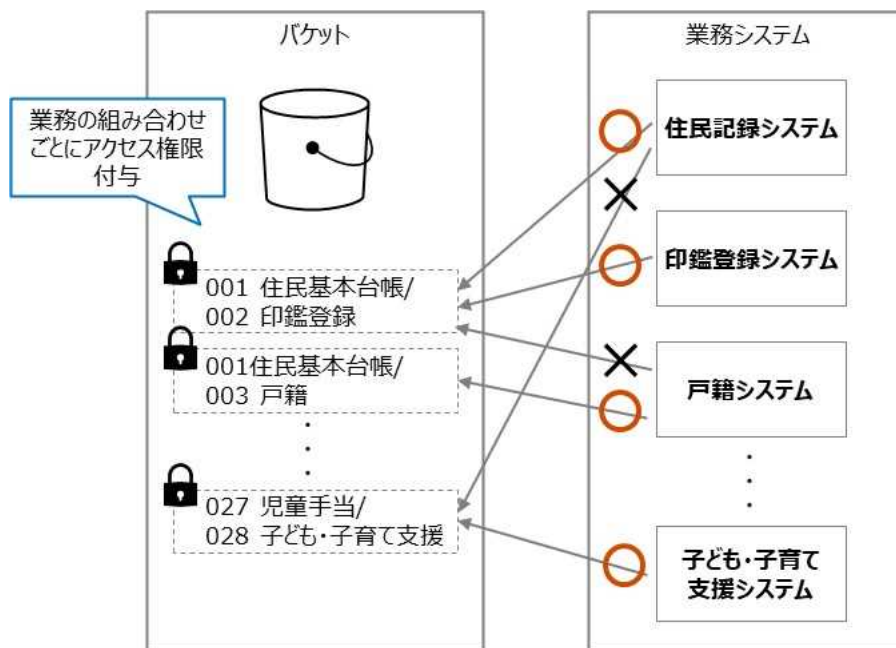 バケット
業務の組み合わせ
ごとにアクセス権限
付与
001 住民基本台帳/
002 印鑑登録
001住民基本台帳/
003 戸籍
027 児童手当/
028 子ども・子育て支援
業務システム
住民記録システム
印鑑登録システム
戸籍システム
子ども・子育て
支援システム